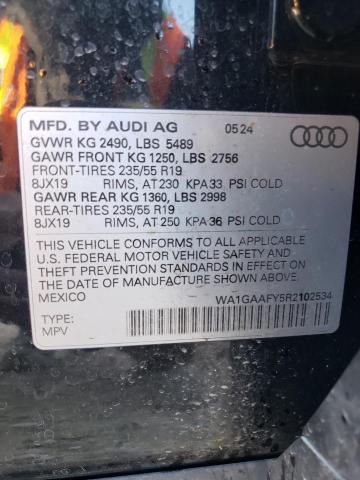 MFD. BY AUDI AG 05 24
GVWR KG 2490, LBS 5489
GAWR FRONT KG 1250, LBS 2756
FRONT-TIRES 235/55 R19
8JX19 RIMS, AT 230 KPA 33 PSI COLD
GAWR REAR KG 1360, LBS 2998
REAR-TIRES 235/55 R19
8JX19 RIMS, AT 250 KPA 36 PSI COLD
THIS VEHICLE CONFORMS TO ALL APPLICABLE
U.S. FEDERAL MOTOR VEHICLE SAFETY AND
THEFT PREVENTION STANDARDS IN EFFECT ON
THE DATE OF MANUFACTURE SHOWN ABOVE
MEXICO
WA1GAAFY5R2102534
TYPE:
MPV